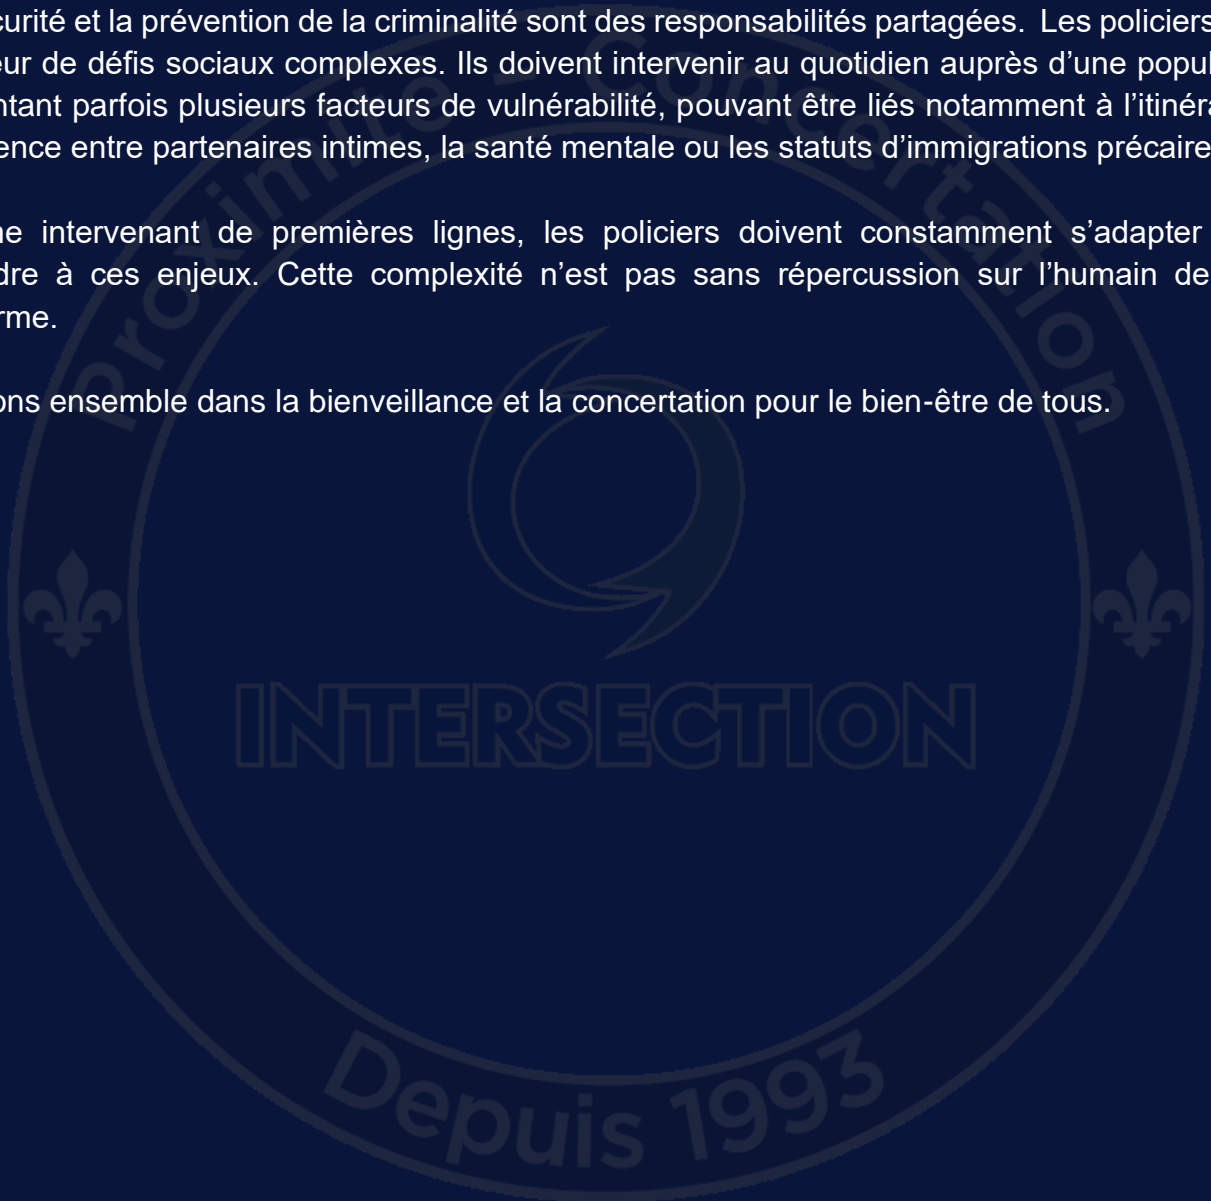 curité et la prévention de la criminalité sont des responsabilités partagées. Les policiers
eur de défis sociaux complexes. Ils doivent intervenir au quotidien auprès d’une popul
ntant parfois plusieurs facteurs de vulnérabilité, pouvant être liés notamment à l’itinéra
ence entre partenaires intimes, la santé mentale ou les statuts d’immigrations précaire
ne intervenant de premières lignes, les policiers doivent constamment s’adapter
dre à ces enjeux. Cette complexité n’est pas sans répercussion sur l’humain de
rme.
ons ensemble dans la bienveillance et la concertation pour le bien-être de tous.
Proximité - Concertation
INTERSECTION
Depuis 1993